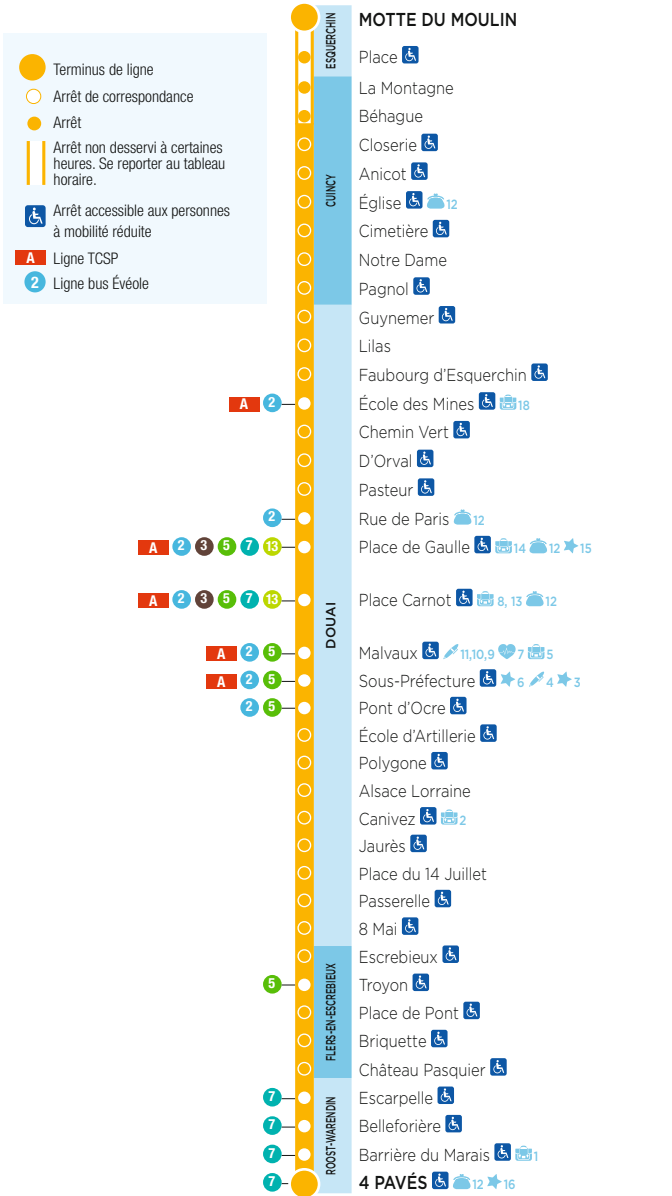 Terminus de ligne
Arrêt de correspondance
Arrêt
Arrêt non desservi à certaines
heures. Se reporter au tableau
horaire.
Arrêt accessible aux personnes
à mobilité réduite
A Ligne TCSP
2 Ligne bus Évéole
ESQUERCHIN
MOTTE DU MOULIN
Place
CUINCY
La Montagne
Béhague
Closerie
Anicot
Église 12
Cimetière
Notre Dame
Pagnol
DOUAI
Guynemer
Lilas
Faubourg d'Esquerchin
A 2 École des Mines 18
Chemin Vert
D'Orval
Pasteur
2 Rue de Paris 12
A 2 3 5 7 13 Place de Gaulle 14 12 15
A 2 3 5 7 13 Place Carnot 8, 13 12
A 2 5 Malvaux 11,10,9 7 5
A 2 5 Sous-Préfecture 6 4 3
2 5 Pont d'Ocre
École d'Artillerie
Polygone
Alsace Lorraine
Canivez 2
Jaurès
Place du 14 Juillet
Passerelle
8 Mai
FLERS-EN-ESCREBIEUX
Escrebieux
5 Troyon
Place de Pont
Briquette
Château Pasquier
ROOST-WARENDIN
7 Escarpelle
7 Belleforière
7 Barrière du Marais 1
7 4 PAVÉS 12 16